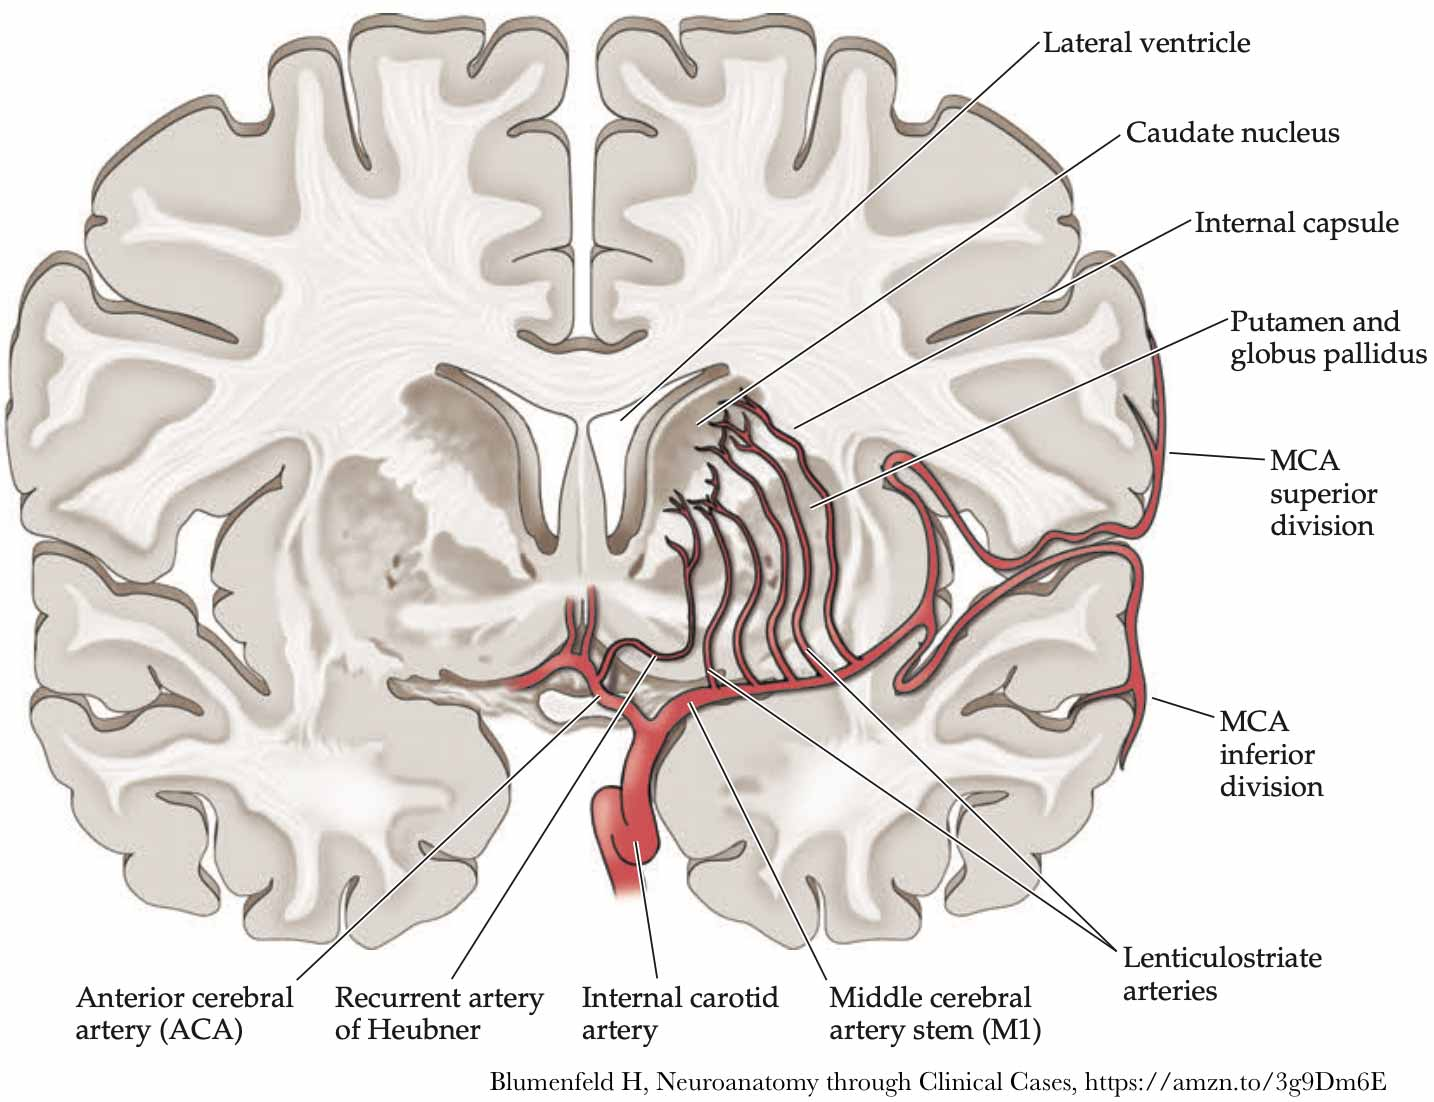 Lateral ventricle
Caudate nucleus
Internal capsule
Putamen and
globus pallidus
MCA
superior
division
MCA
inferior
division
Lenticulostriate
arteries
Anterior cerebral
artery (ACA)
Recurrent artery
of Heubner
Internal carotid
artery
Middle cerebral
artery stem (M1)
Blumenfeld H, Neuroanatomy through Clinical Cases, https://amzn.to/3g9Dm6E